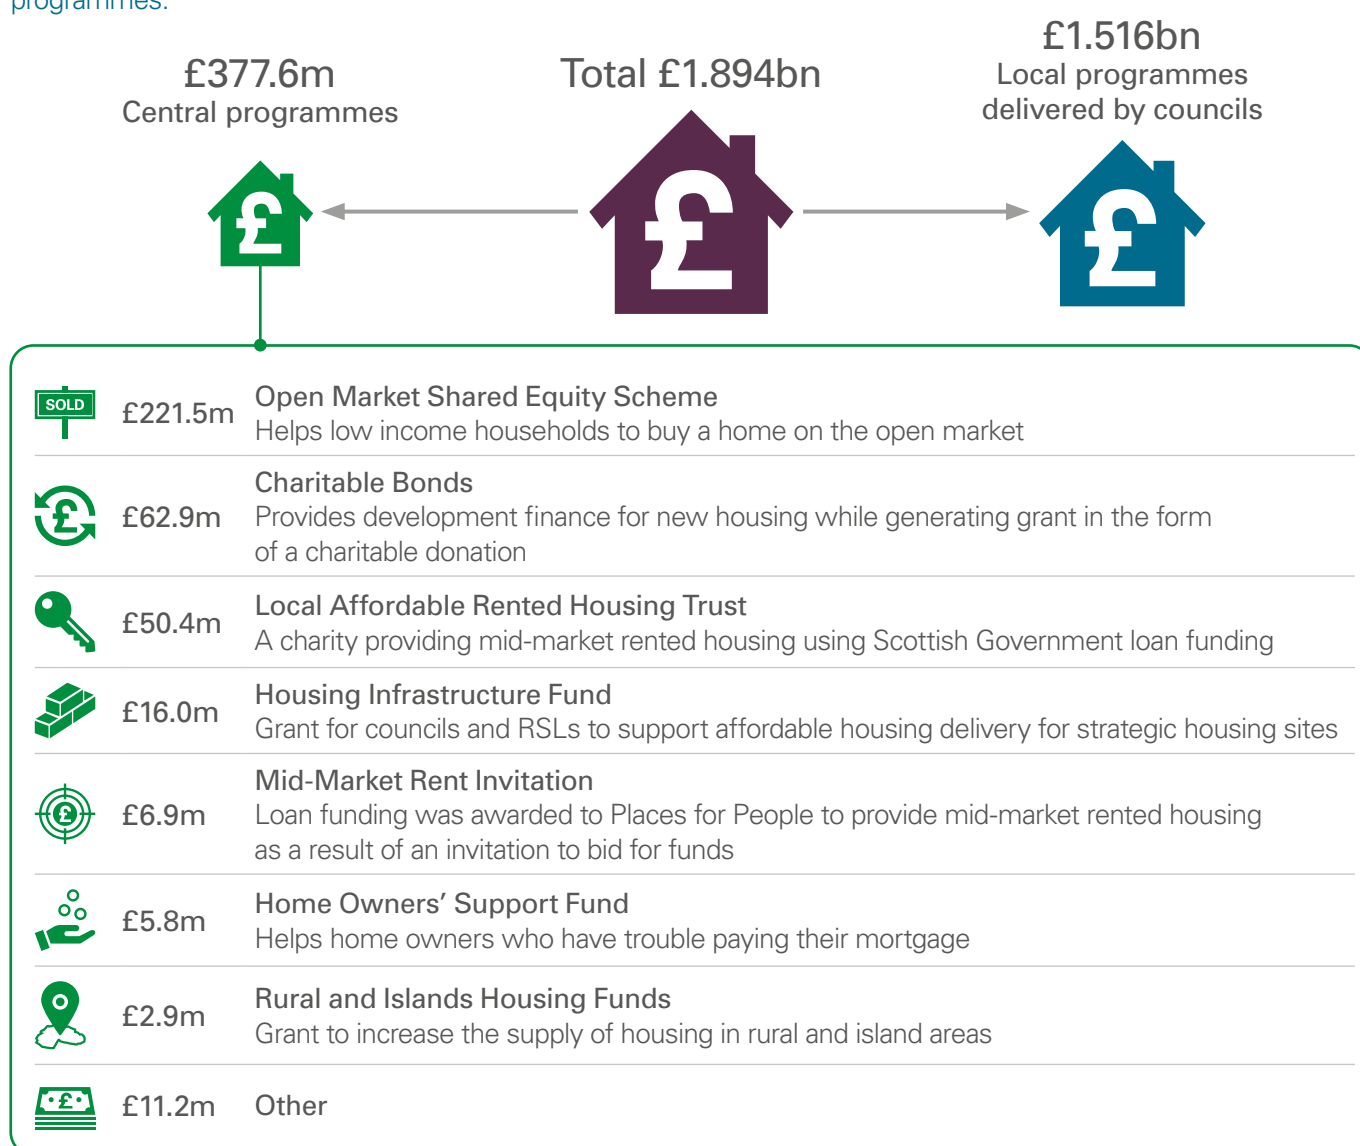 programmes.
£377.6m
Central programmes
Total £1.894bn
£1.516bn
Local programmes
delivered by councils
£
£
£
SOLD
£221.5m
Open Market Shared Equity Scheme
Helps low income households to buy a home on the open market
£
£62.9m
Charitable Bonds
Provides development finance for new housing while generating grant in the form
of a charitable donation
£50.4m
Local Affordable Rented Housing Trust
A charity providing mid-market rented housing using Scottish Government loan funding
£16.0m
Housing Infrastructure Fund
Grant for councils and RSLs to support affordable housing delivery for strategic housing sites
£
£6.9m
Mid-Market Rent Invitation
Loan funding was awarded to Places for People to provide mid-market rented housing
as a result of an invitation to bid for funds
£5.8m
Home Owners’ Support Fund
Helps home owners who have trouble paying their mortgage
£2.9m
Rural and Islands Housing Funds
Grant to increase the supply of housing in rural and island areas
£
£11.2m
Other